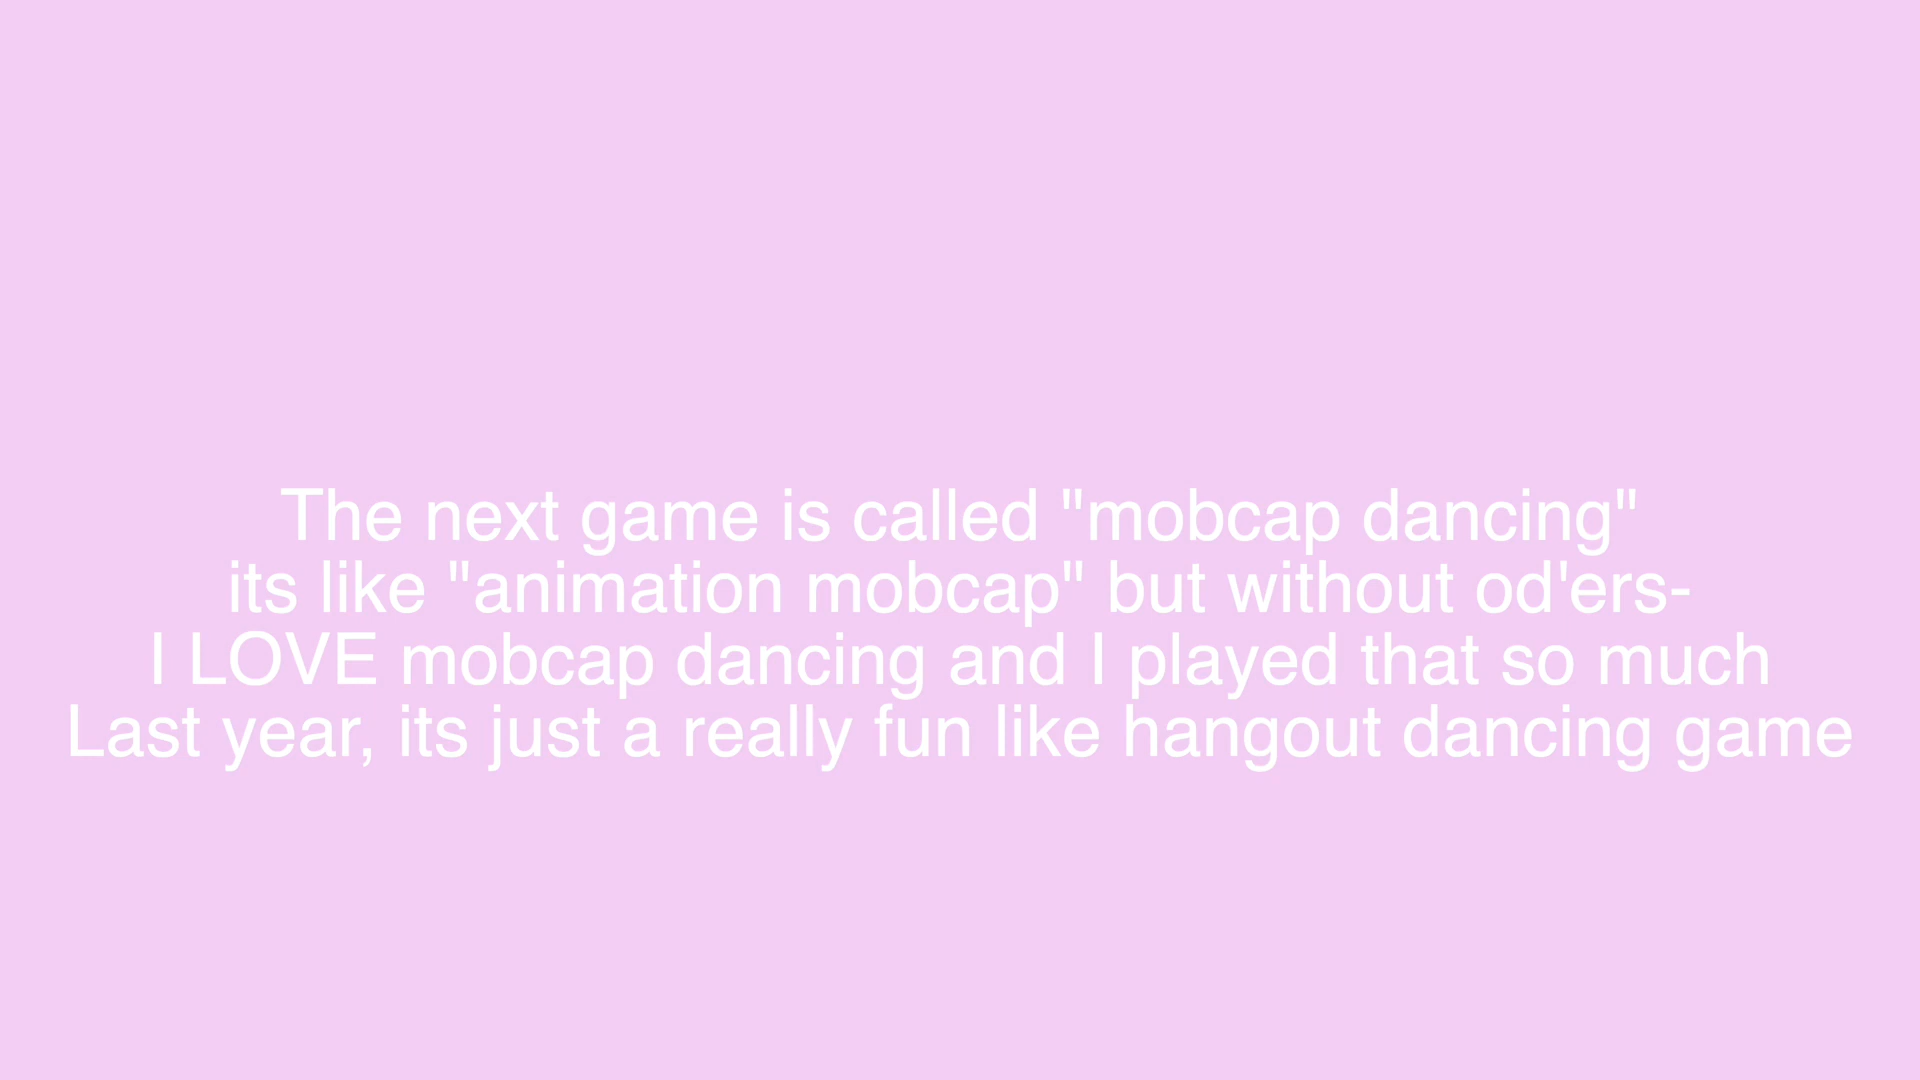 The next game is called "mobcap dancing"
its like "animation mobcap" but without od'ers-
I LOVE mobcap dancing and I played that so much
Last year, its just a really fun like hangout dancing game